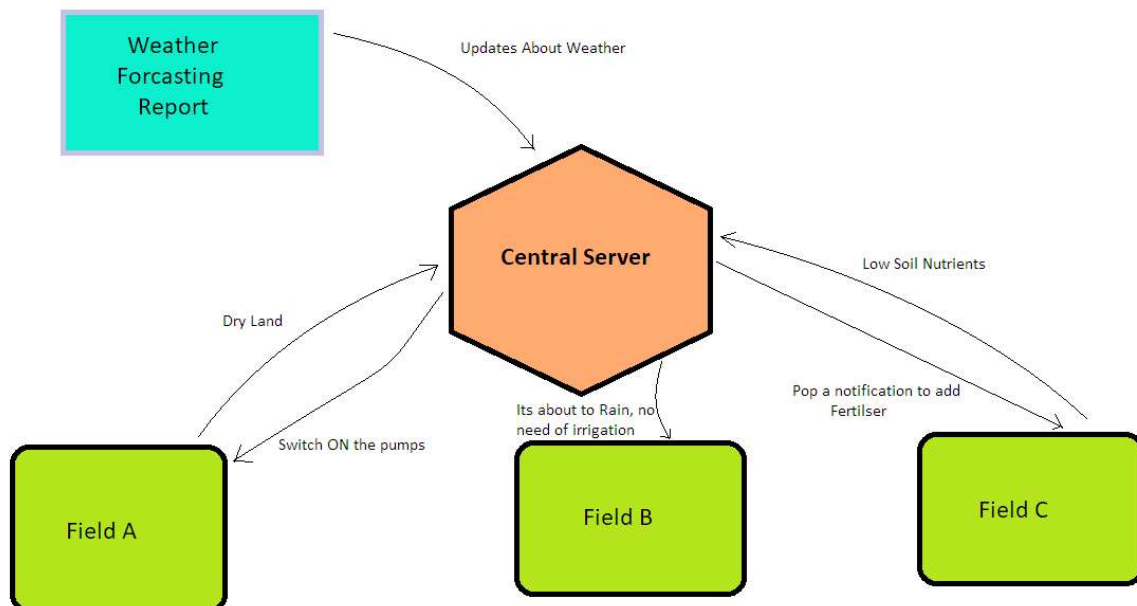 Weather
Forcasting
Report
Updates About Weather
Central Server
Low Soil Nutrients
Dry Land
Pop a notification to add
Fertilser
Its about to Rain, no
need of irrigation
Switch ON the pumps
Field A
Field B
Field C